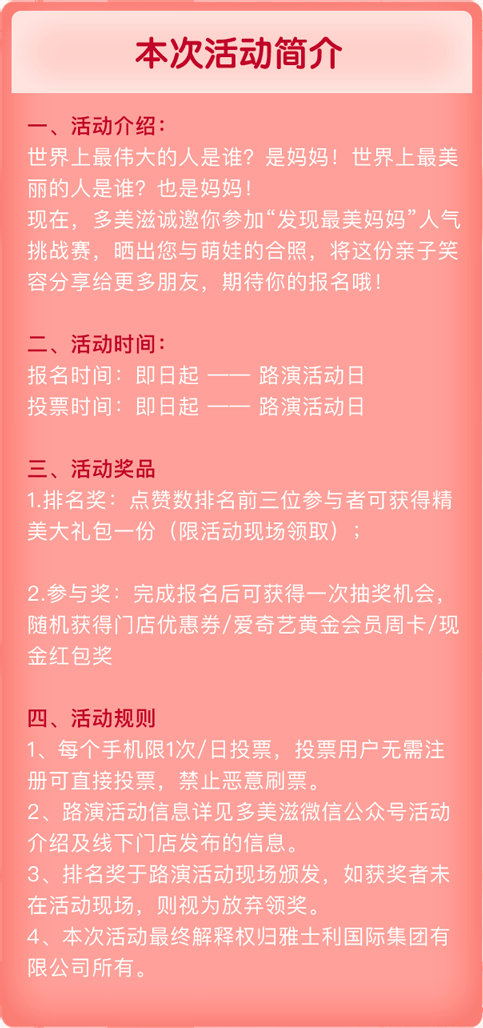 本次活动简介
一、活动介绍：
世界上最伟大的人是谁？是妈妈！世界上最美
丽的人是谁？也是妈妈！
现在，多美滋诚邀你参加“发现最美妈妈”人气
挑战赛，晒出您与萌娃的合照，将这份亲子笑
容分享给更多朋友，期待你的报名哦！
二、活动时间：
报名时间：即日起 —— 路演活动日
投票时间：即日起 —— 路演活动日
三、活动奖品
1.排名奖：点赞数排名前三位参与者可获得精
美大礼包一份（限活动现场领取）；
2.参与奖：完成报名后可获得一次抽奖机会，
随机获得门店优惠券/爱奇艺黄金会员周卡/现
金红包奖
四、活动规则
1、每个手机限1次/日投票，投票用户无需注
册可直接投票，禁止恶意刷票。
2、路演活动信息详见多美滋微信公众号活动
介绍及线下门店发布的信息。
3、排名奖于路演活动现场颁发，如获奖者未
在活动现场，则视为放弃领奖。
4、本次活动最终解释权归雅士利国际集团有
限公司所有。